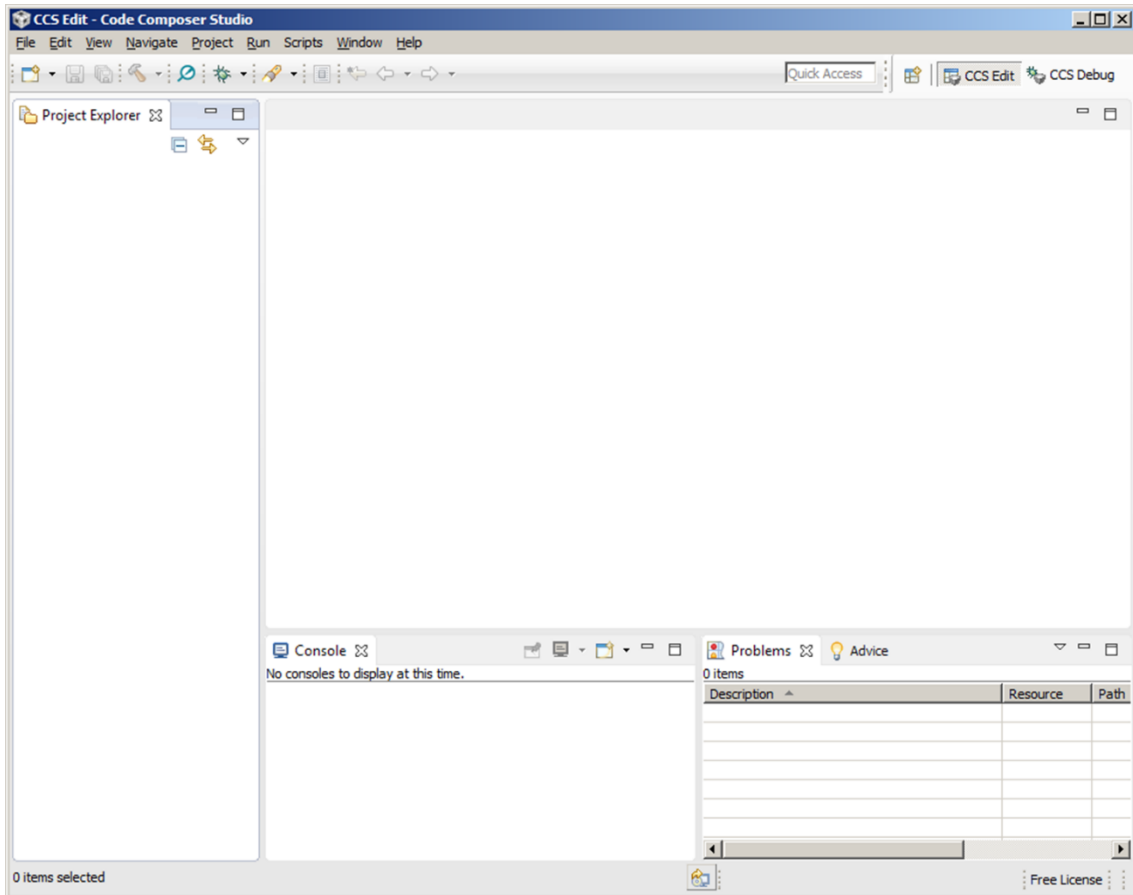 CCS Edit - Code Composer Studio
File Edit View Navigate Project Run Scripts Window Help
Quick Access CCS Edit CCS Debug
Project Explorer
Console
No consoles to display at this time.
Problems Advice
0 items
Description Resource Path
0 items selected
Free License